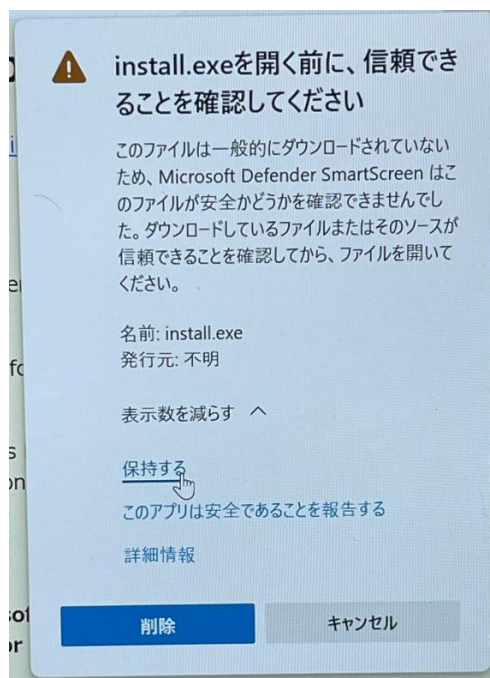 install.exeを開く前に、信頼でき
ることを確認してください
このファイルは一般的にダウンロードされていない
ため、Microsoft Defender SmartScreen はこ
のファイルが安全かどうかを確認できませんでし
た。ダウンロードしているファイルまたはそのソースが
信頼できることを確認してから、ファイルを開いて
ください。
名前: install.exe
発行元: 不明
表示数を減らす
保持する
このアプリは安全であることを報告する
詳細情報
削除
キャンセル